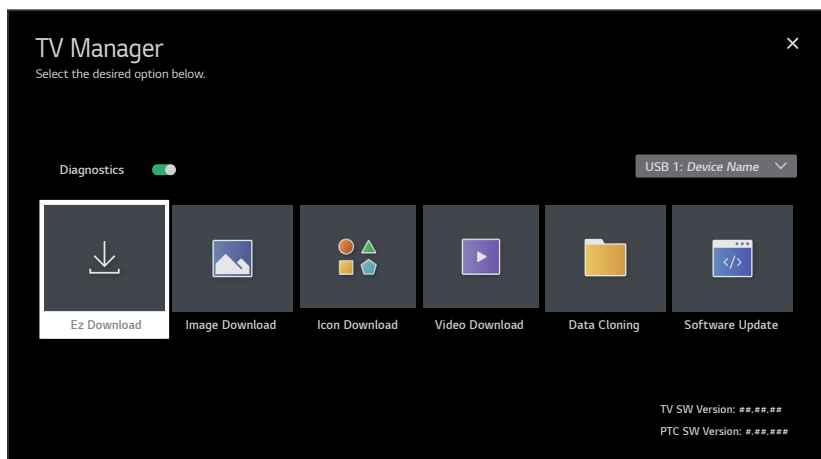 TV Manager
Select the desired option below.
Diagnostics
USB 1: Device Name
Ez Download
Image Download
Icon Download
Video Download
Data Cloning
Software Update
TV SW Version: ##.##.##
PTC SW Version: #.##.###